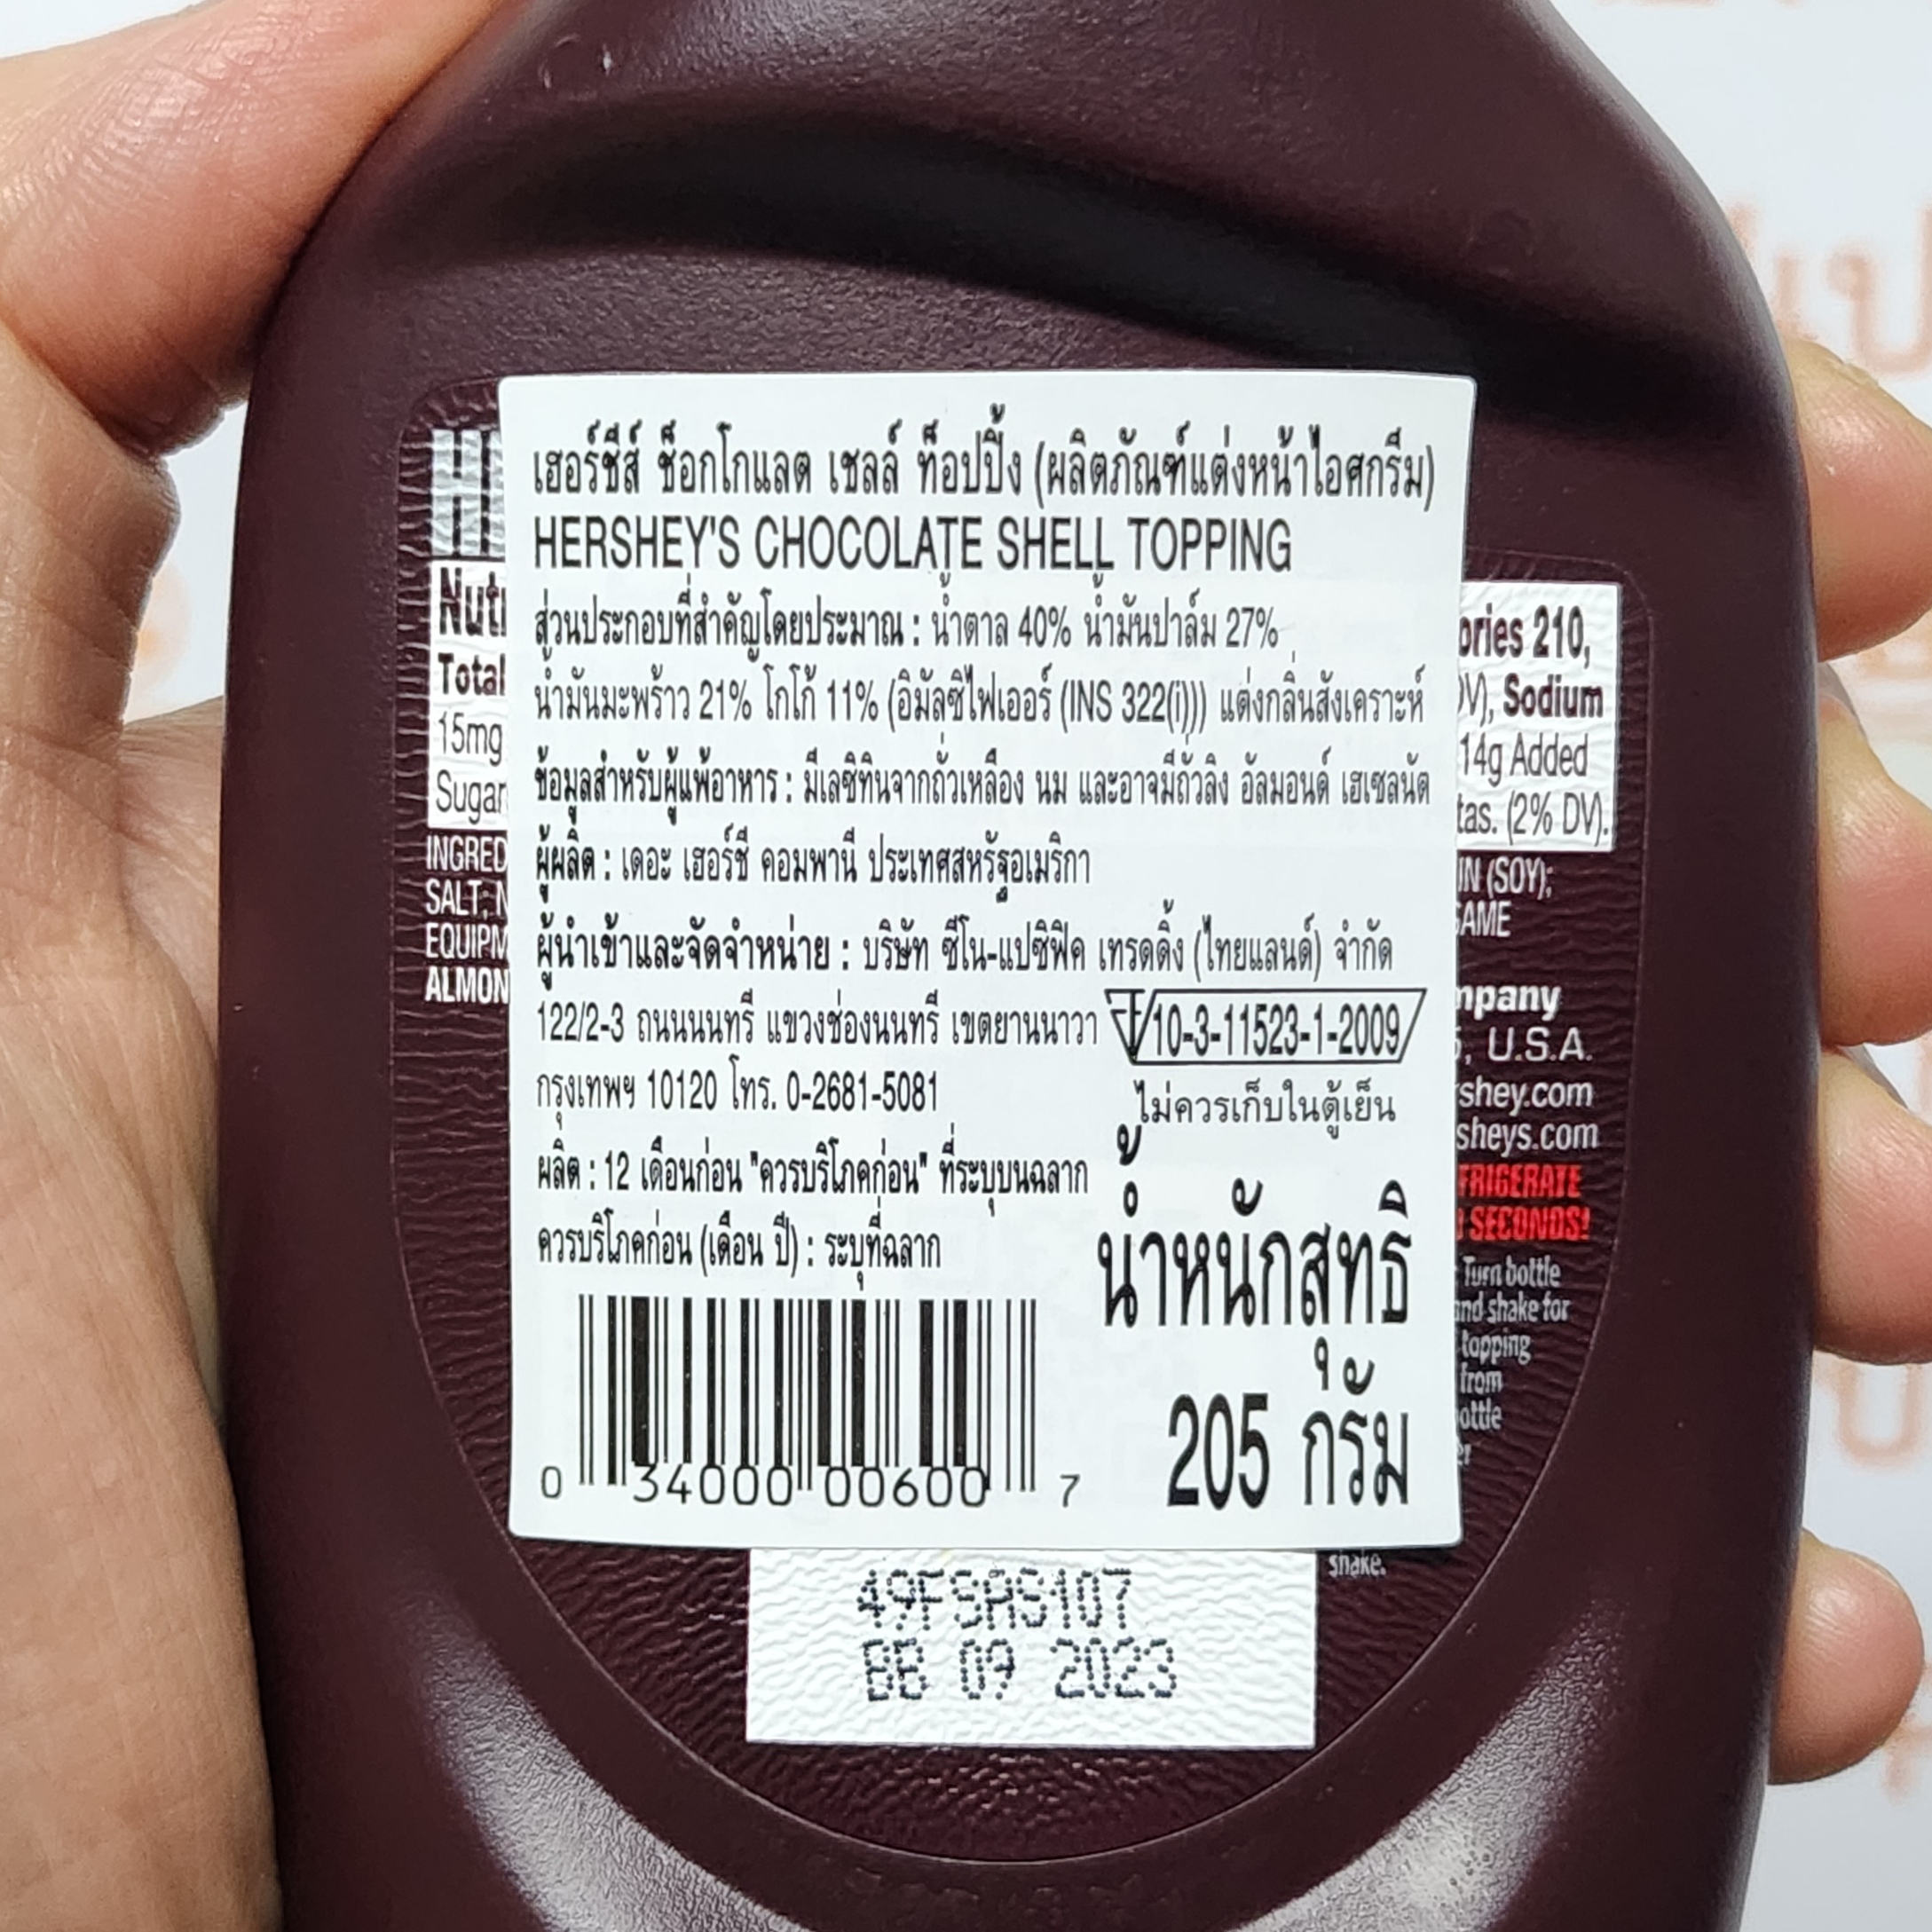 เฮอร์ชีส์ ช็อกโกแลต เชลล์ ท็อปปิ้ง (ผลิตภัณฑ์แต่งหน้าไอศกรีม)
HERSHEY'S CHOCOLATE SHELL TOPPING
ส่วนประกอบที่สำคัญโดยประมาณ : น้ำตาล 40% น้ำมันปาล์ม 27%
น้ำมันมะพร้าว 21% โกโก้ 11% (อิมัลซิไฟเออร์ (INS 322(i))) แต่งกลิ่นสังเคราะห์
ข้อมูลสำหรับผู้แพ้อาหาร : มีเลซิทินจากถั่วเหลือง นม และอาจมีถั่วลิง อัลมอนด์ เฮเซลนัต
ผู้ผลิต : เดอะ เฮอร์ชี่ คอมพานี ประเทศสหรัฐอเมริกา
ผู้นำเข้าและจัดจำหน่าย : บริษัท ซีโน-แปซิฟิค เทรดดิ้ง (ไทยแลนด์) จำกัด
122/2-3 ถนนนนทรี แขวงช่องนนทรี เขตยานนาวา
10-3-11523-1-2009
กรุงเทพฯ 10120 โทร. 0-2681-5081
ไม่ควรเก็บในตู้เย็น
ผลิต : 12 เดือนก่อน "ควรบริโภคก่อน" ที่ระบุบนฉลาก
ควรบริโภคก่อน (เดือน ปี) : ระบุที่ฉลาก
น้ำหนักสุทธิ
205 กรัม
0 34000 00600 7
Total
15mg
210,
Sodium
14g Added
(2% DV).
(SOY);
U.S.A.
SECONDS!
Turn bottle
shake for
topping
from
shake.
49FSAS107
BB 09 2023